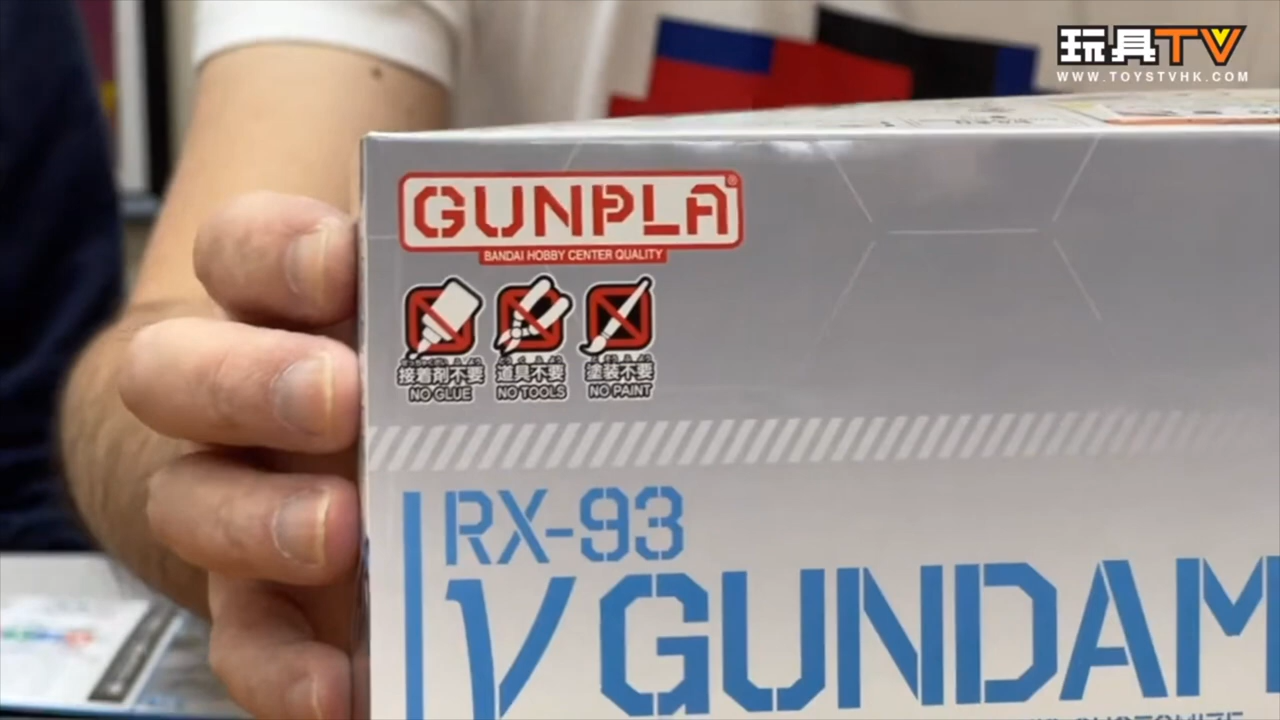 玩具TV
WWW.TOYSTVHK.COM
GUNPLA®
BANDAI HOBBY CENTER QUALITY
接着剤不要
NO GLUE
道具不要
NO TOOLS
塗装不要
NO PAINT
RX-93
ν GUNDAM